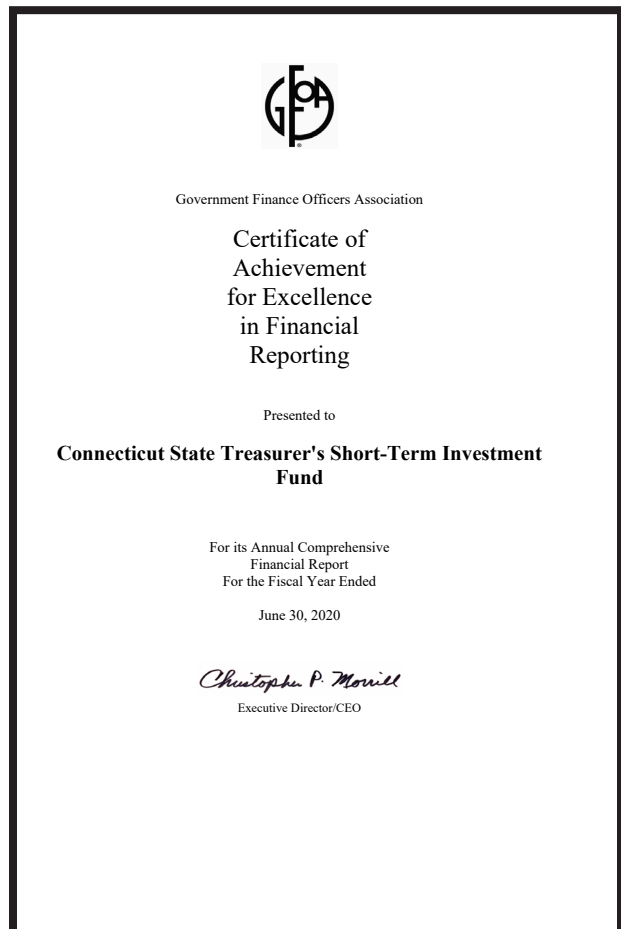 GFOA
®
Government Finance Officers Association
Certificate of
Achievement
for Excellence
in Financial
Reporting
Presented to
Connecticut State Treasurer's Short-Term Investment
Fund
For its Annual Comprehensive
Financial Report
For the Fiscal Year Ended
June 30, 2020
Christopher P. Morrill
Executive Director/CEO